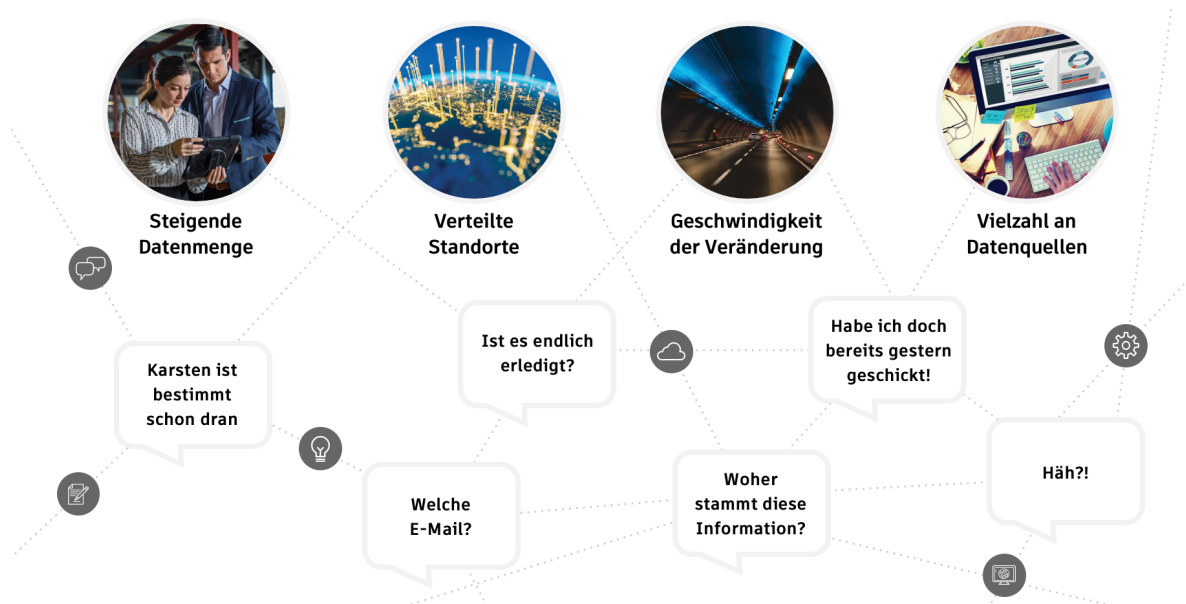 Steigende
Datenmenge
Verteilte
Standorte
Geschwindigkeit
der Veränderung
Vielzahl an
Datenquellen
Karsten ist
bestimmt
schon dran
Ist es endlich
erledigt?
Habe ich doch
bereits gestern
geschickt!
Welche
E-Mail?
Woher
stammt diese
Information?
Häh?!